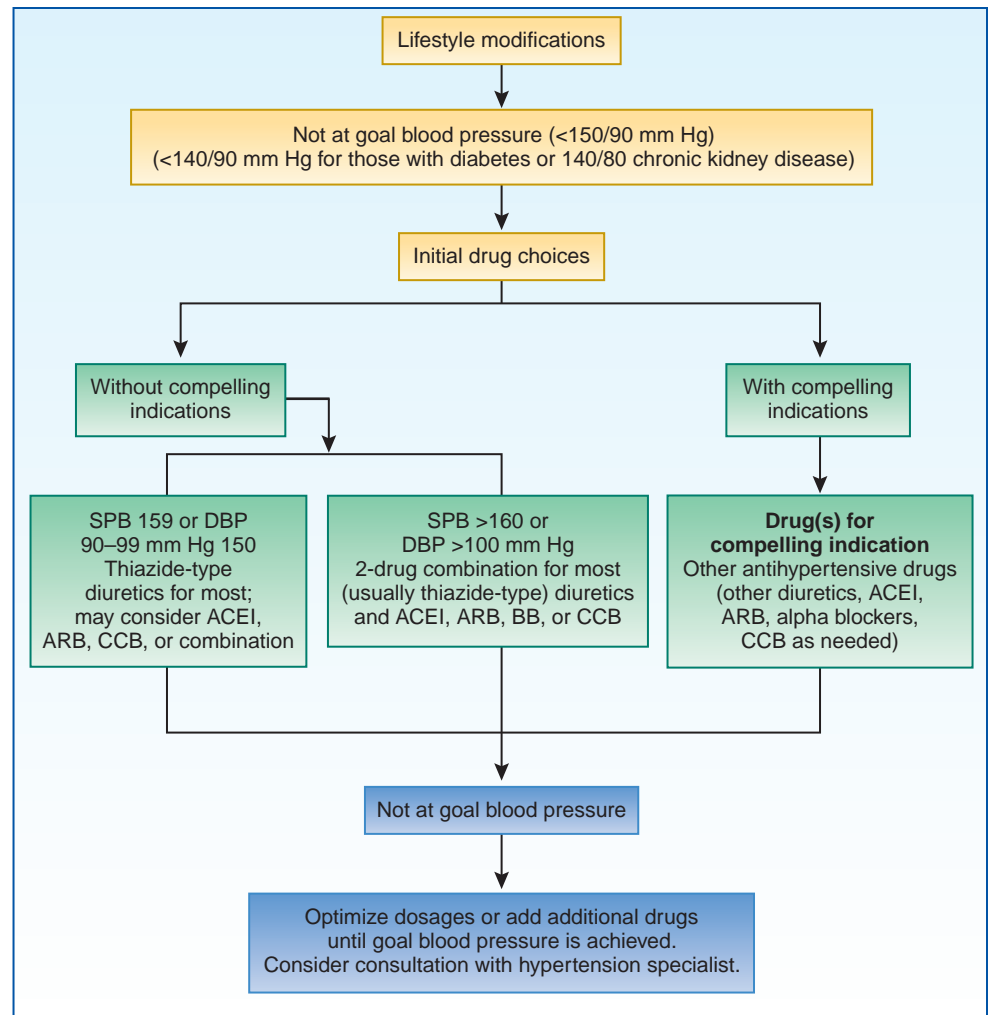 Lifestyle modifications
Not at goal blood pressure (<150/90 mm Hg)
(<140/90 mm Hg for those with diabetes or 140/80 chronic kidney disease)
Initial drug choices
Without compelling
indications
With compelling
indications
SPB 159 or DBP
90–99 mm Hg 150
Thiazide-type
diuretics for most;
may consider ACEI,
ARB, CCB, or combination
SPB >160 or
DBP >100 mm Hg
2-drug combination for most
(usually thiazide-type) diuretics
and ACEI, ARB, BB, or CCB
Drug(s) for
compelling indication
Other antihypertensive drugs
(other diuretics, ACEI,
ARB, alpha blockers,
CCB as needed)
Not at goal blood pressure
Optimize dosages or add additional drugs
until goal blood pressure is achieved.
Consider consultation with hypertension specialist.